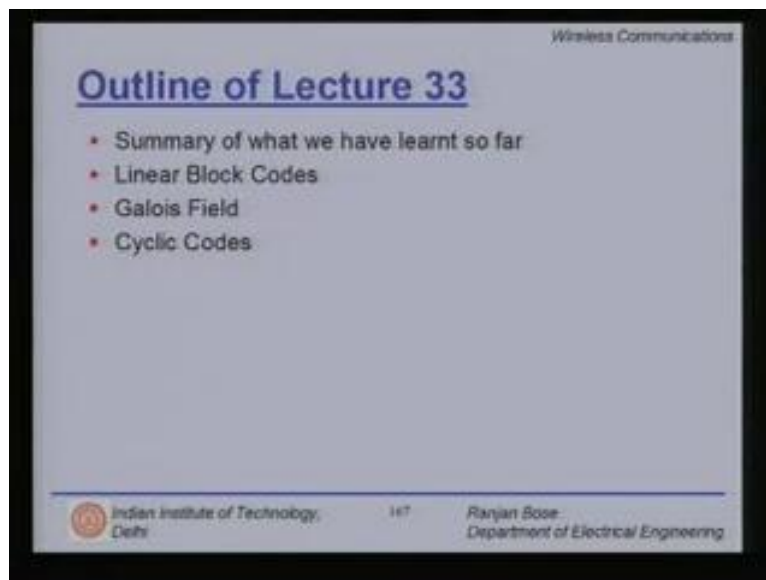 Wireless Communications
Outline of Lecture 33
• Summary of what we have learnt so far
• Linear Block Codes
• Galois Field
• Cyclic Codes
Indian Institute of Technology,
Delhi
167
Ranjan Bose
Department of Electrical Engineering